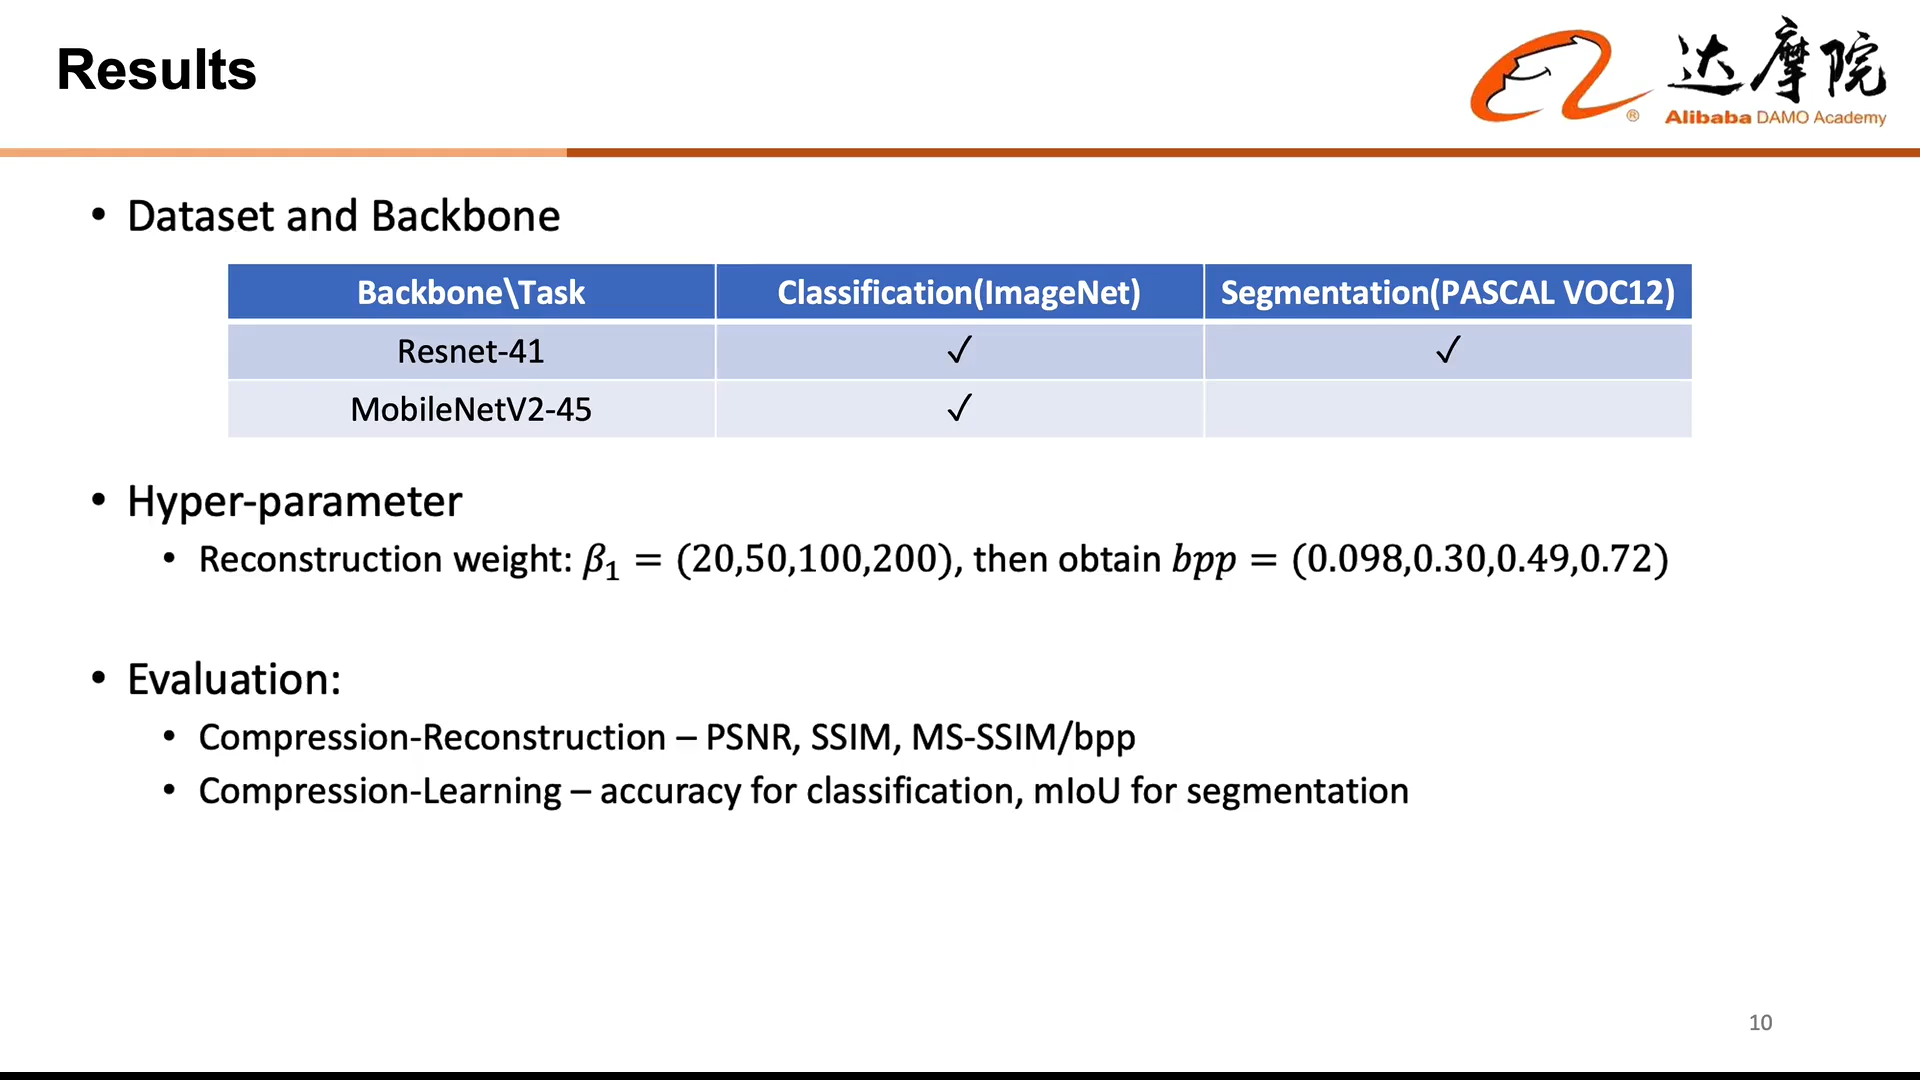 Results
达摩院
® Alibaba DAMO Academy
• Dataset and Backbone
Backbone\Task Classification(ImageNet) Segmentation(PASCAL VOC12)
Resnet-41 ✓ ✓
MobileNetV2-45 ✓
• Hyper-parameter
• Reconstruction weight: β₁ = (20,50,100,200), then obtain bpp = (0.098,0.30,0.49,0.72)
• Evaluation:
• Compression-Reconstruction – PSNR, SSIM, MS-SSIM/bpp
• Compression-Learning – accuracy for classification, mIoU for segmentation
10